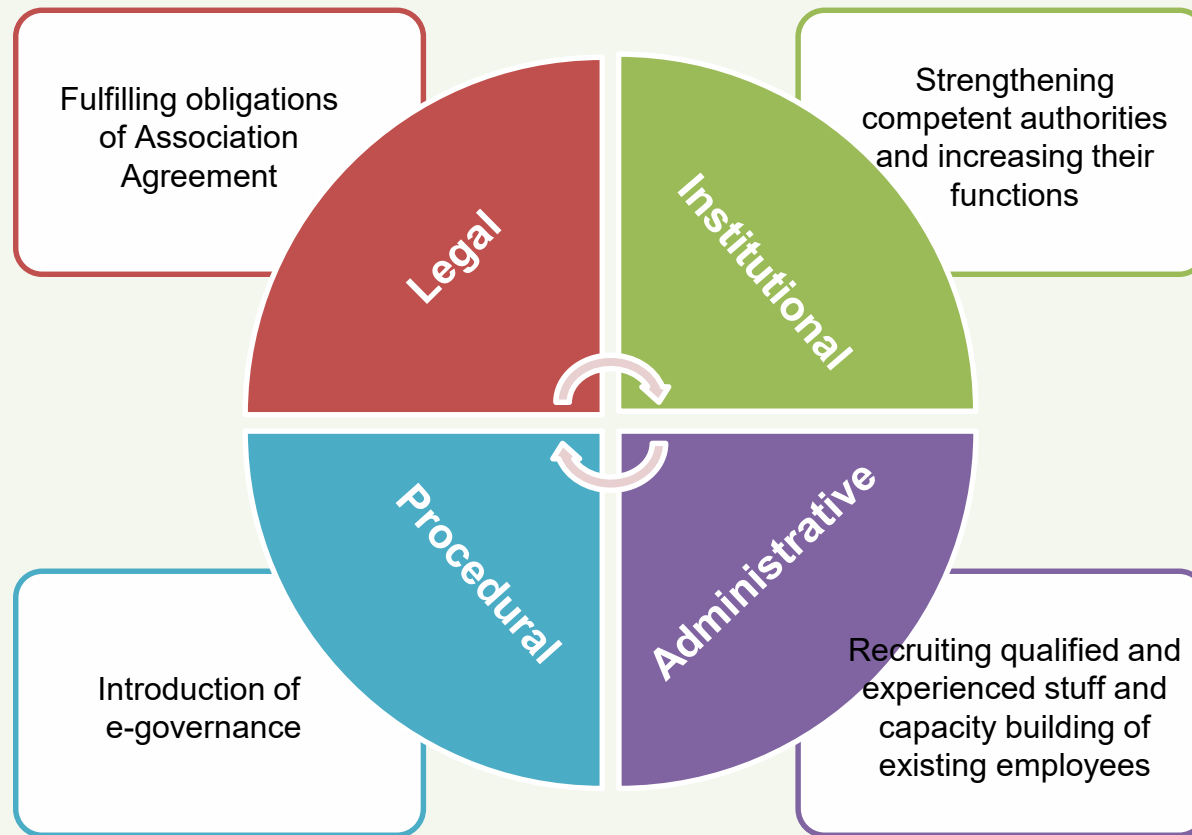 Fulfilling obligations
of Association
Agreement
Strengthening
competent authorities
and increasing their
functions
Legal
Institutional
Procedural
Administrative
Introduction of
e-governance
Recruiting qualified and
experienced stuff and
capacity building of
existing employees